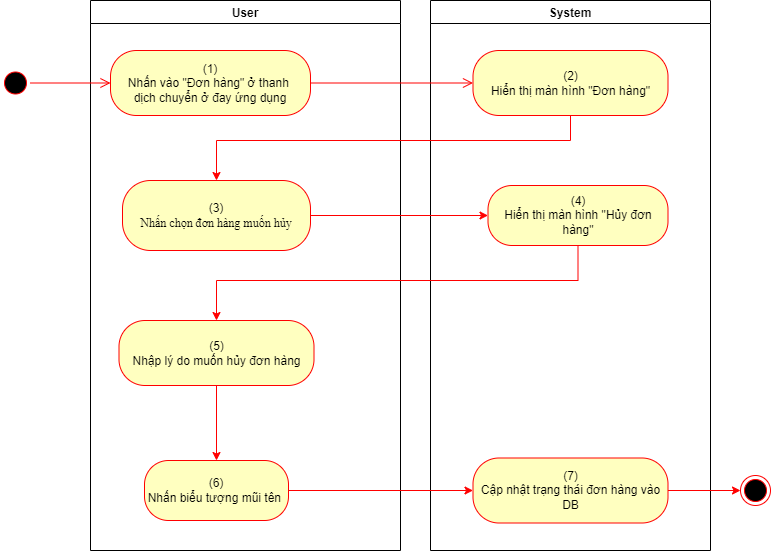 User
System
(1)
Nhấn vào "Đơn hàng" ở thanh
dịch chuyển ở đay ứng dụng
(2)
Hiển thị màn hình "Đơn hàng"
(3)
Nhấn chọn đơn hàng muốn hủy
(4)
Hiển thị màn hình "Hủy đơn
hàng"
(5)
Nhập lý do muốn hủy đơn hàng
(6)
Nhấn biểu tượng mũi tên
(7)
Cập nhật trạng thái đơn hàng vào
DB